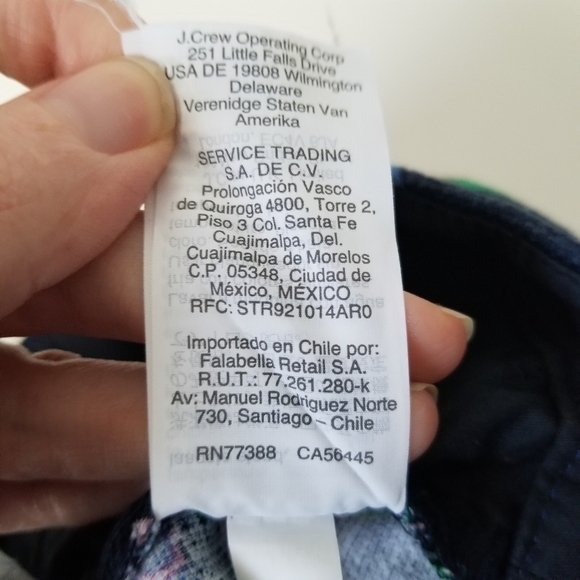 J.Crew Operating Corp
251 Little Falls Drive
USA DE 19808 Wilmington
Delaware
Verenidge Staten Van
Amerika
SERVICE TRADING
S.A. DE C.V.
Prolongación Vasco
de Quiroga 4800, Torre 2,
Piso 3 Col. Santa Fe
Cuajimalpa, Del.
Cuajimalpa de Morelos
C.P. 05348, Ciudad de
México, MÉXICO
RFC: STR921014AR0
Importado en Chile por:
Falabella Retail S.A.
R.U.T.: 77.261.280-k
Av: Manuel Rodriguez Norte
730, Santiago – Chile
RN77388 CA56445